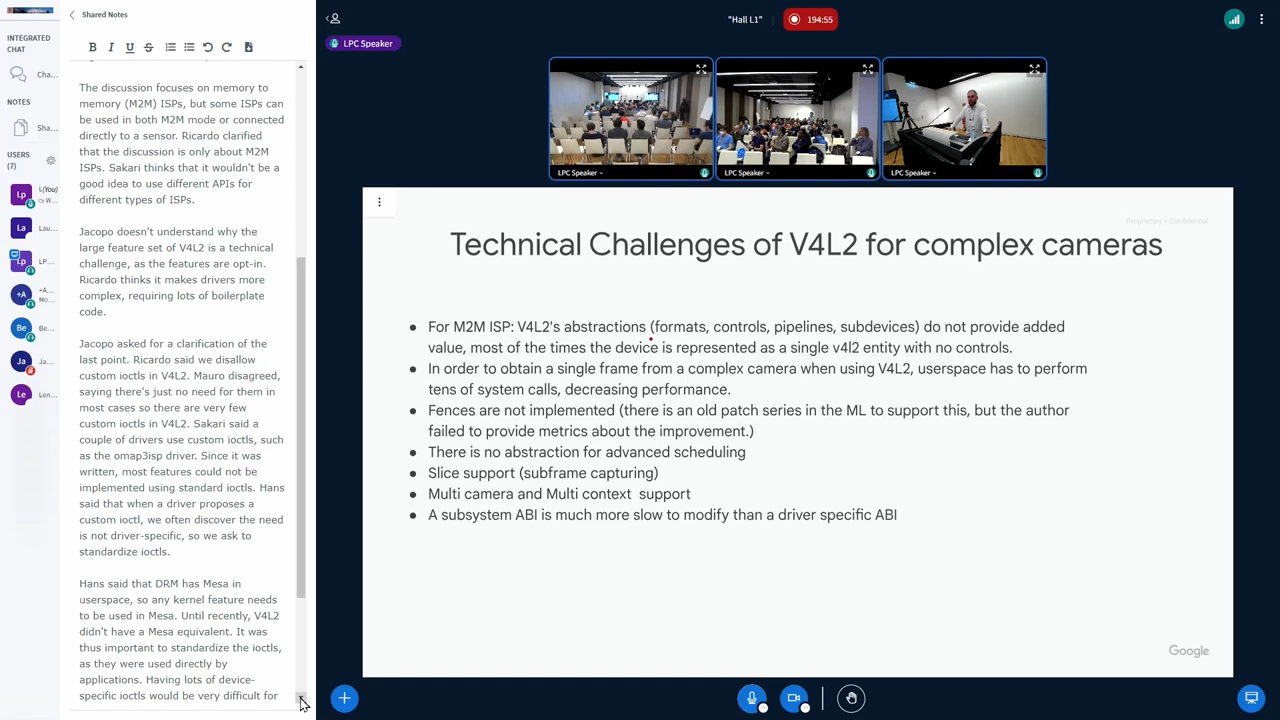 INTEGRATED
CHAT
Cha...
NOTES
Sha...
USERS
(7)
Lp
L(You)
La
Lau...
LP...
+A
+A...
Mo...
Be
Be...
Ja
Ja...
Le
Len...
Shared Notes
B I U S
The discussion focuses on memory to
memory (M2M) ISPs, but some ISPs can
be used in both M2M mode or connected
directly to a sensor. Ricardo clarified
that the discussion is only about M2M
ISPs. Sakari thinks that it wouldn't be a
good idea to use different APIs for
different types of ISPs.
Jacopo doesn't understand why the
large feature set of V4L2 is a technical
challenge, as the features are opt-in.
Ricardo thinks it makes drivers more
complex, requiring lots of boilerplate
code.
Jacopo asked for a clarification of the
last point. Ricardo said we disallow
custom ioctls in V4L2. Mauro disagreed,
saying there's just no need for them in
most cases so there are very few
custom ioctls in V4L2. Sakari said a
couple of drivers use custom ioctls, such
as the omap3isp driver. Since it was
written, most features could not be
implemented using standard ioctls. Hans
said that when a driver proposes a
custom ioctl, we often discover the need
is not driver-specific, so we ask to
standardize ioctls.
Hans said that DRM has Mesa in
userspace, so any kernel feature needs
to be used in Mesa. Until recently, V4L2
didn't have a Mesa equivalent. It was
thus important to standardize the ioctls,
as they were used directly by
applications. Having lots of device-
specific ioctls would be very difficult for
"Hall L1"
194:55
LPC Speaker
LPC Speaker
LPC Speaker
LPC Speaker
Proprietary + Confidential
Technical Challenges of V4L2 for complex cameras
● For M2M ISP: V4L2's abstractions (formats, controls, pipelines, subdevices) do not provide added
value, most of the times the device is represented as a single v4l2 entity with no controls.
● In order to obtain a single frame from a complex camera when using V4L2, userspace has to perform
tens of system calls, decreasing performance.
● Fences are not implemented (there is an old patch series in the ML to support this, but the author
failed to provide metrics about the improvement.)
● There is no abstraction for advanced scheduling
● Slice support (subframe capturing)
● Multi camera and Multi context support
● A subsystem ABI is much more slow to modify than a driver specific ABI
Google